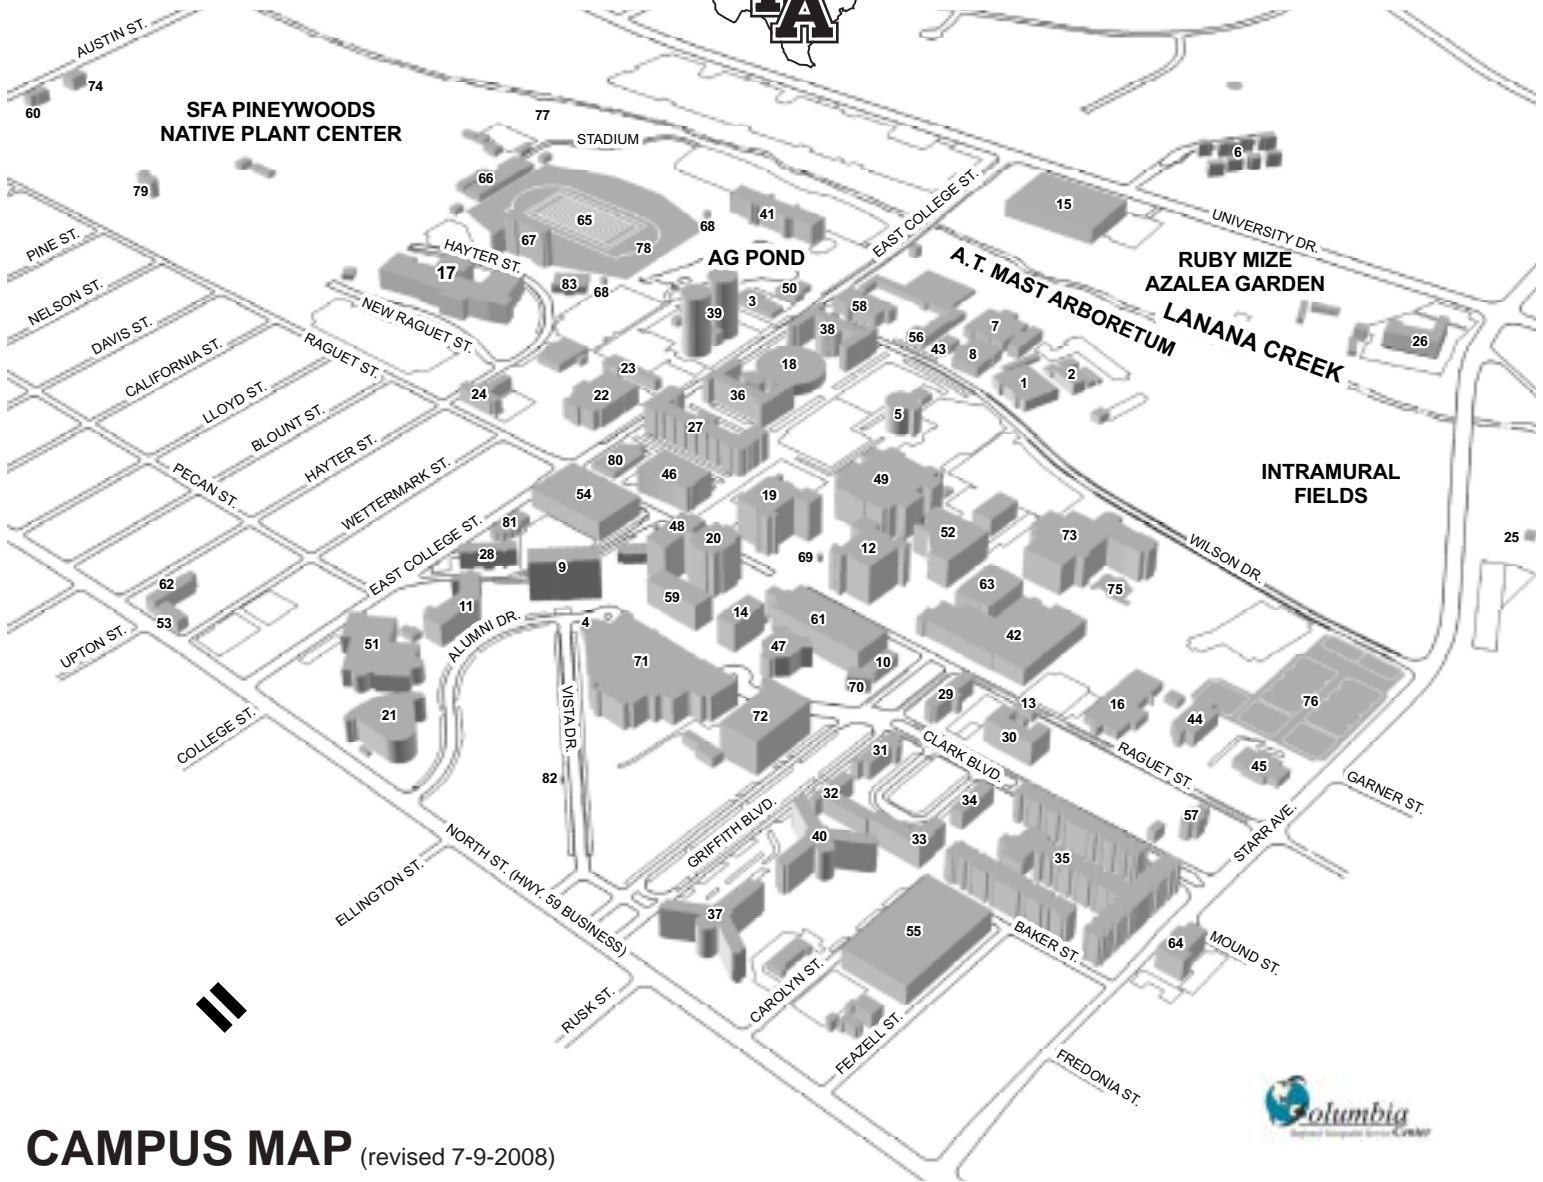 A
AUSTIN ST.
74
60
SFA PINEYWOODS
NATIVE PLANT CENTER
77
STADIUM
6
79
66
65
67
78
68
41
EAST COLLEGE ST.
15
UNIVERSITY DR.
PINE ST.
HAYTER ST.
17
83
68
AG POND
A.T. MAST ARBORETUM
RUBY MIZE
AZALEA GARDEN
LANANA CREEK
NELSON ST.
NEW RAGUET ST.
39
3
50
58
38
56
43
7
8
1
2
26
DAVIS ST.
RAGUET ST.
CALIFORNIA ST.
23
18
24
22
36
5
LLOYD ST.
BLOUNT ST.
27
HAYTER ST.
PECAN ST.
WETTERMARK ST.
80
46
54
19
49
INTRAMURAL
FIELDS
EAST COLLEGE ST.
81
48
20
52
73
25
28
9
69
12
WILSON DR.
62
53
11
59
14
61
63
75
UPTON ST.
51
ALUMNI DR.
4
71
47
10
42
70
21
VISTA DR.
72
29
13
16
44
76
COLLEGE ST.
31
30
CLARK BLVD.
RAGUET ST.
45
82
32
34
57
GARNER ST.
GRIFFITH BLVD.
40
33
35
STARR AVE.
NORTH ST. (HWY. 59 BUSINESS)
ELLINGTON ST.
37
55
BAKER ST.
64
MOUND ST.
CAROLYN ST.
RUSK ST.
FEAZELL ST.
FREDONIA ST.
Columbia
Center
CAMPUS MAP (revised 7-9-2008)